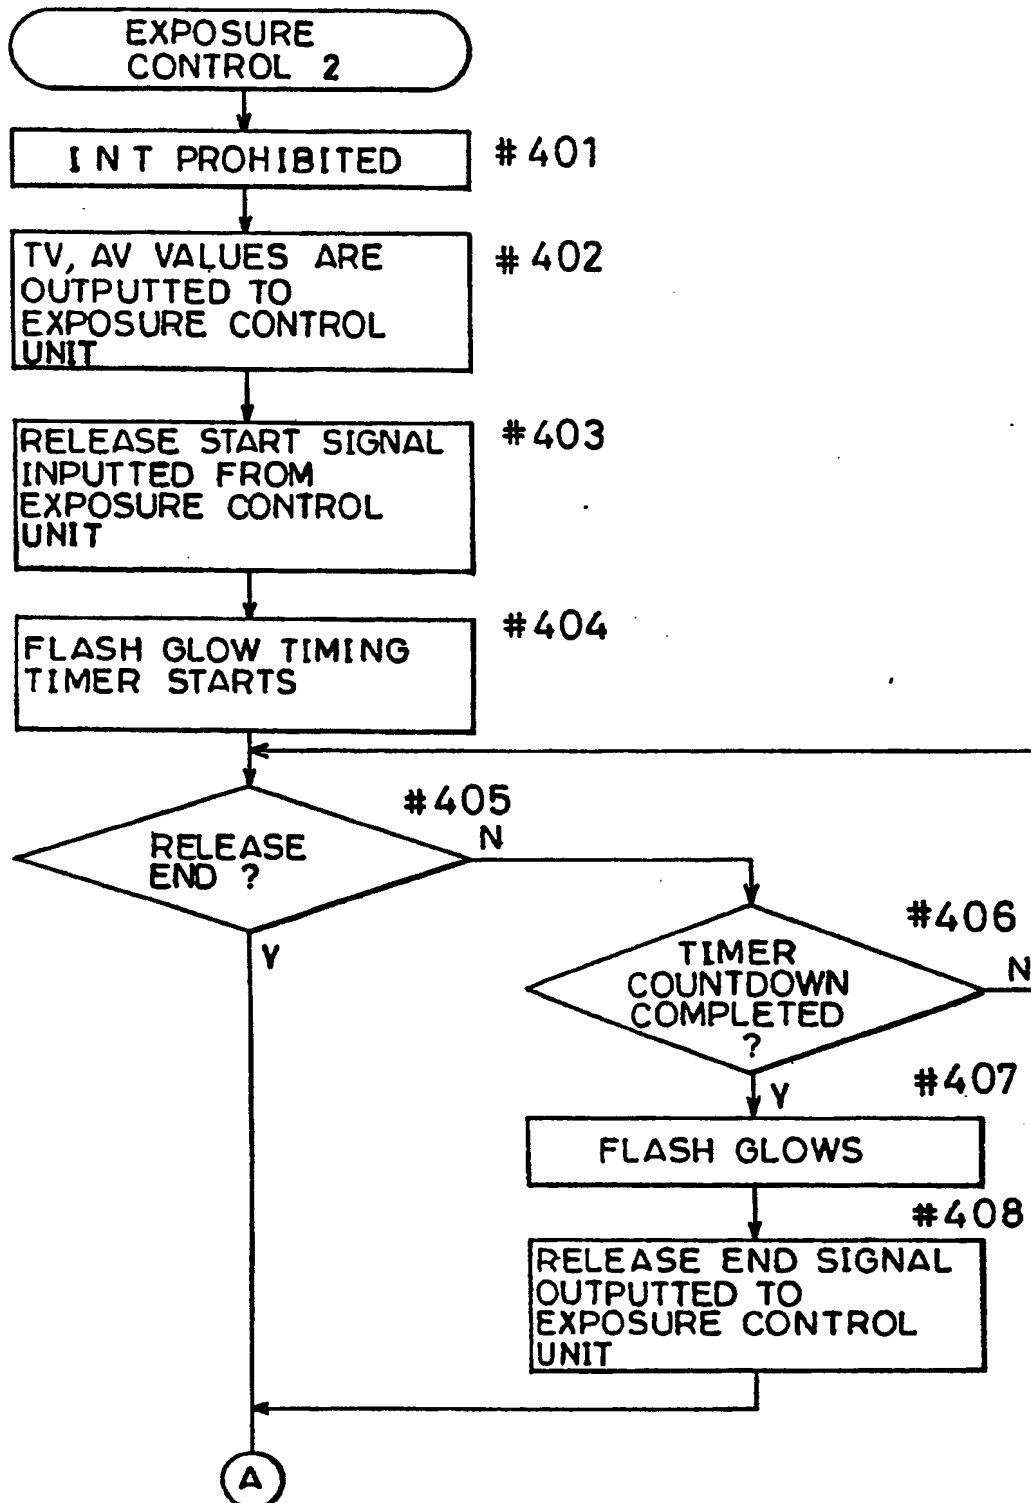 EXPOSURE
CONTROL 2
INT PROHIBITED
#401
TV, AV VALUES ARE
OUTPUTTED TO
EXPOSURE CONTROL
UNIT
#402
RELEASE START SIGNAL
INPUTTED FROM
EXPOSURE CONTROL
UNIT
#403
FLASH GLOW TIMING
TIMER STARTS
#404
#405
RELEASE
END ?
N
Y
#406
TIMER
COUNTDOWN
COMPLETED
?
N
Y
#407
FLASH GLOWS
#408
RELEASE END SIGNAL
OUTPUTTED TO
EXPOSURE CONTROL
UNIT
A